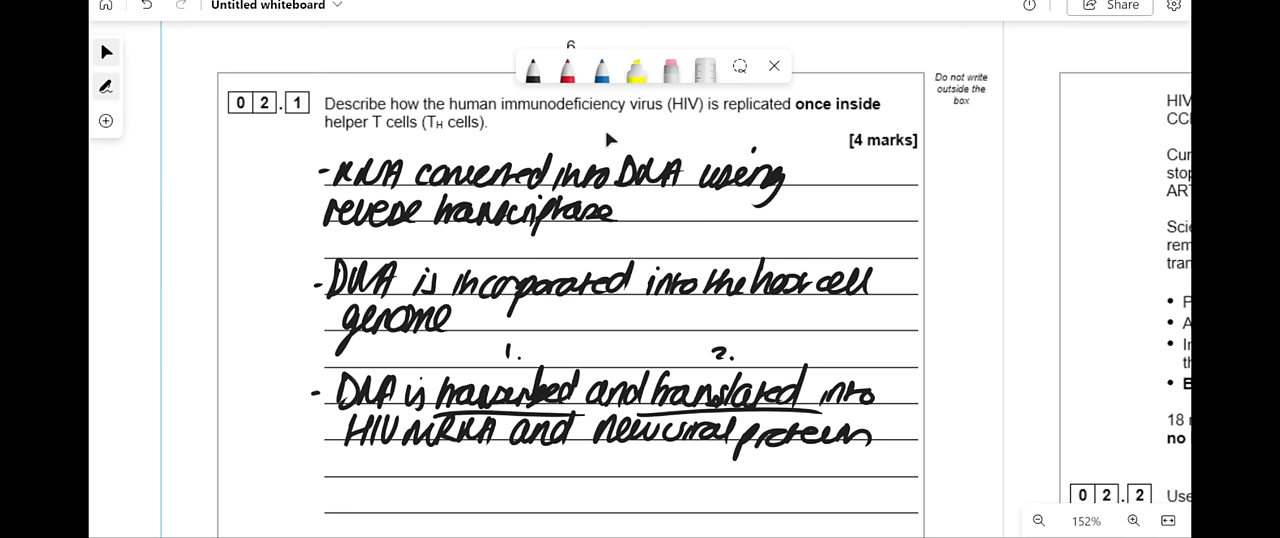 Untitled whiteboard
Share
6
Do not write
outside the
box
0 2 . 1 Describe how the human immunodeficiency virus (HIV) is replicated once inside
helper T cells (TH cells).
[4 marks]
- RNA converted into DNA using
reverse transcriptase
- DNA is incorporated into the host cell
genome
1. 2.
- DNA is transcribed and translated into
HIV mRNA and new viral proteins
HIV
CC
Cur
stop
AR
Scie
rem
tran
• P
• A
• In
th
• E
18
no
0 2 . 2 Use
152%